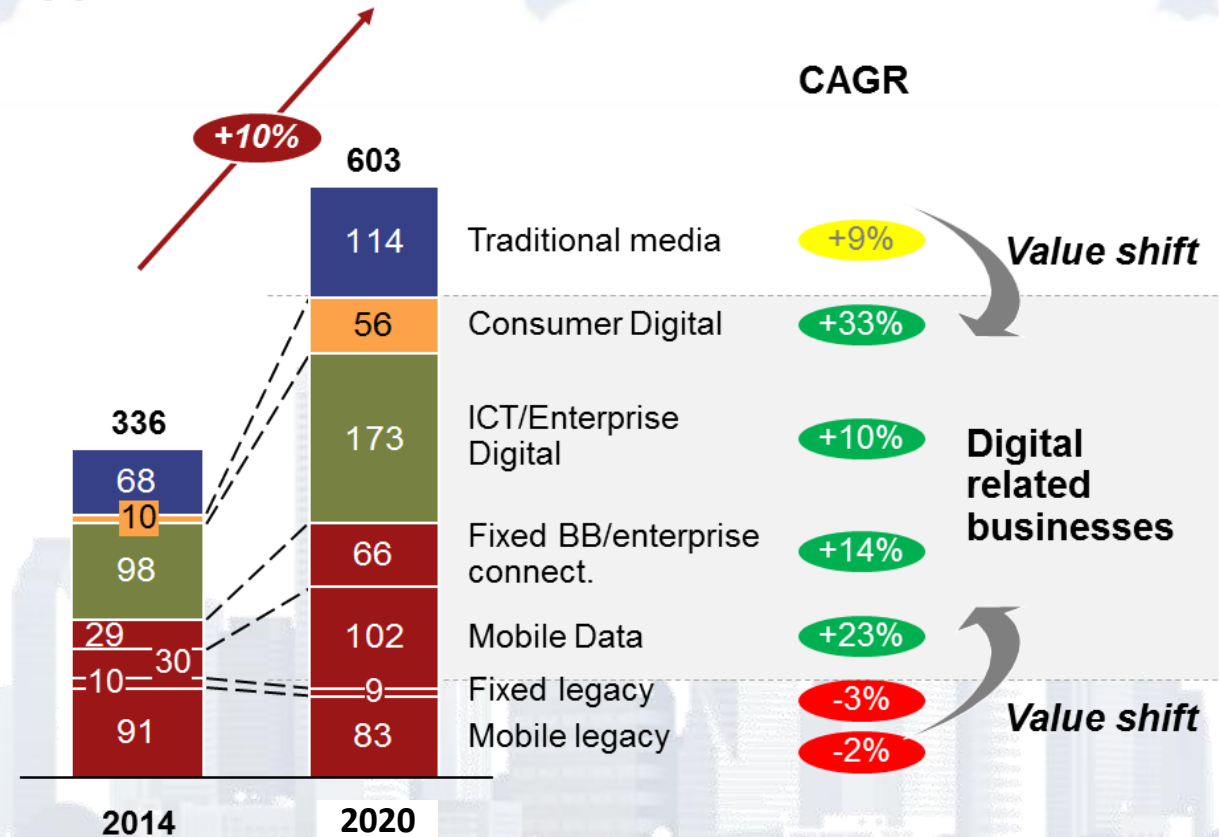 CAGR
+10%
603
114
Traditional media
+9%
Value shift
56
Consumer Digital
+33%
336
68
10
98
29
30
10
91
173
ICT/Enterprise
Digital
+10%
Digital
related
businesses
66
Fixed BB/enterprise
connect.
+14%
102
Mobile Data
+23%
9
Fixed legacy
-3%
83
Mobile legacy
-2%
Value shift
2014
2020